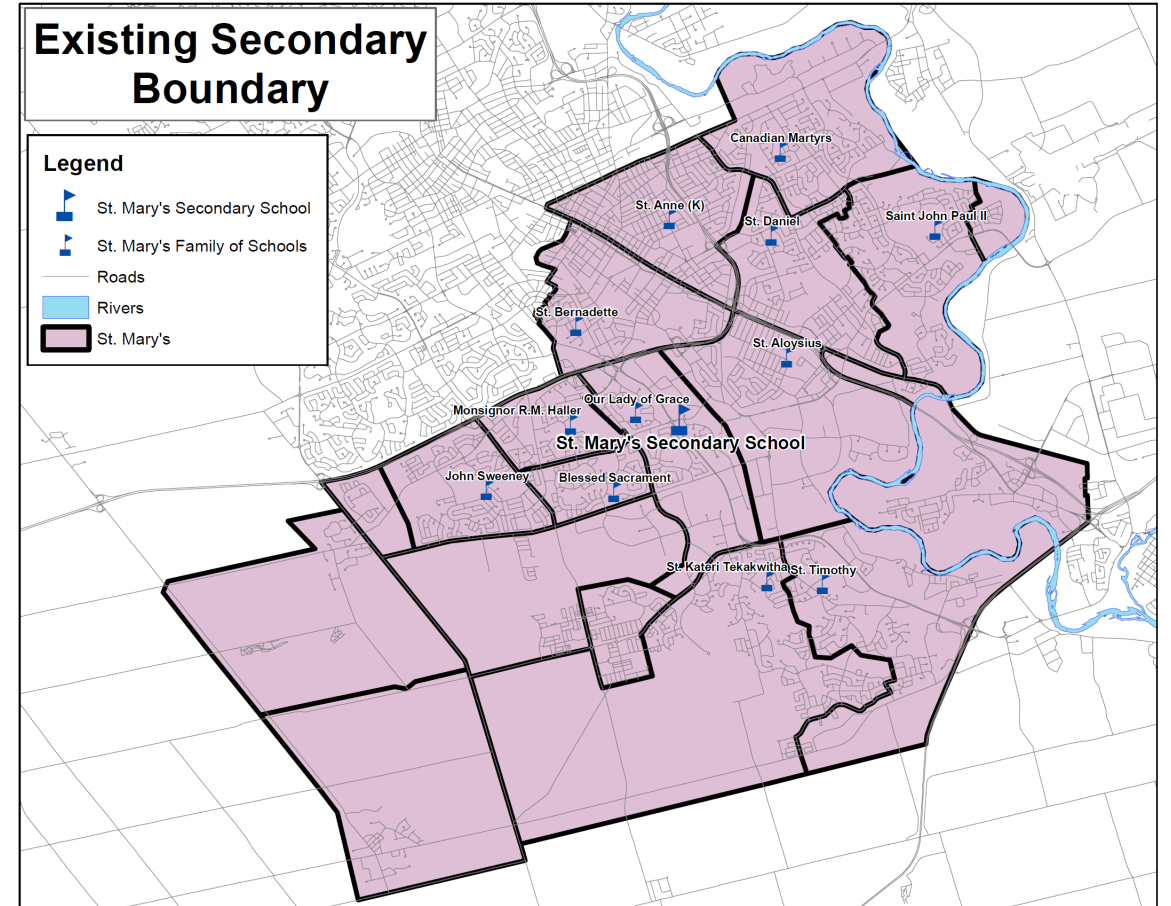 Existing Secondary
Boundary
Legend
St. Mary's Secondary School
St. Mary's Family of Schools
Roads
Rivers
St. Mary's
Canadian Martyrs
St. Anne (K)
St. Daniel
Saint John Paul II
St. Bernadette
St. Aloysius
Our Lady of Grace
Monsignor R.M. Haller
St. Mary's Secondary School
John Sweeney
Blessed Sacrament
St. Kateri Tekakwitha
St. Timothy